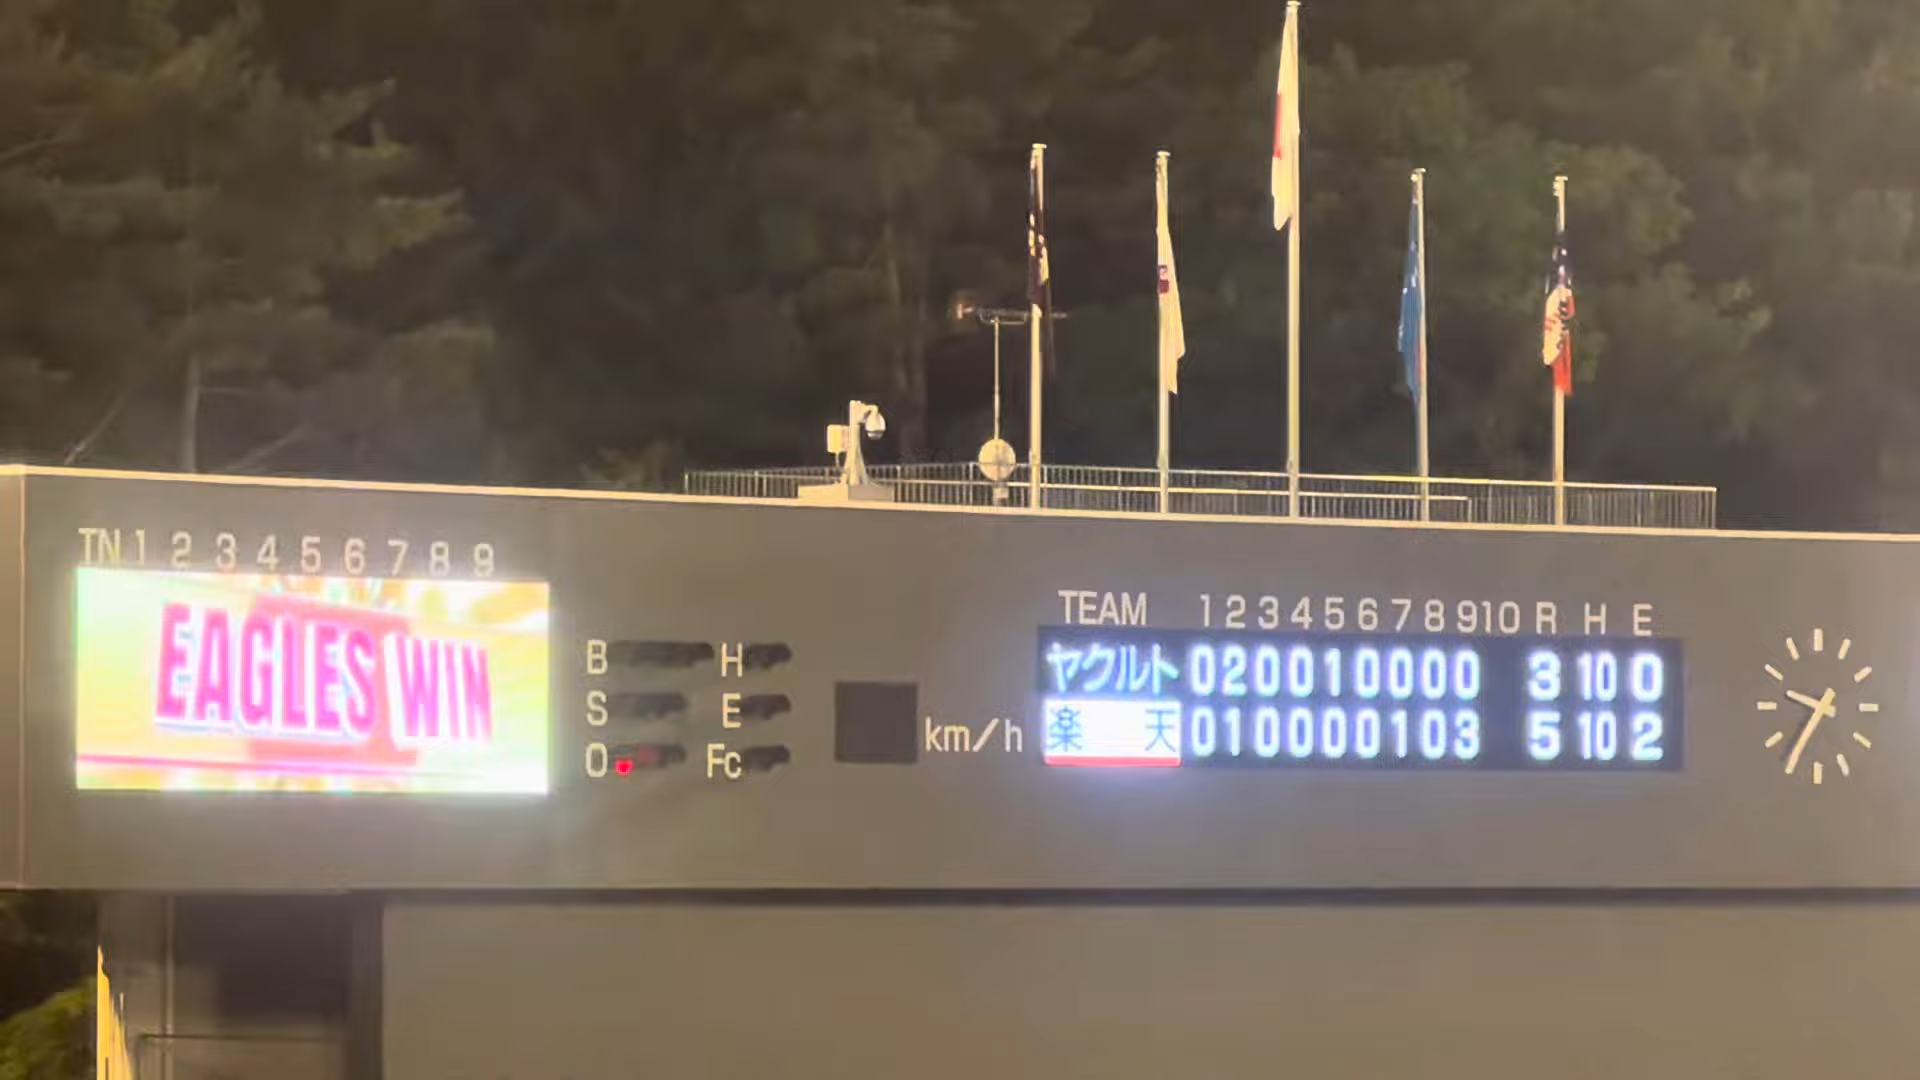 TN 1 2 3 4 5 6 7 8 9
EAGLES WIN
B H
S E
O Fc
km/h
TEAM 1 2 3 4 5 6 7 8 9 10 R H E
ヤクルト 0 2 0 0 1 0 0 0 0 3 10 0
楽天 0 1 0 0 0 0 1 0 3 5 10 2